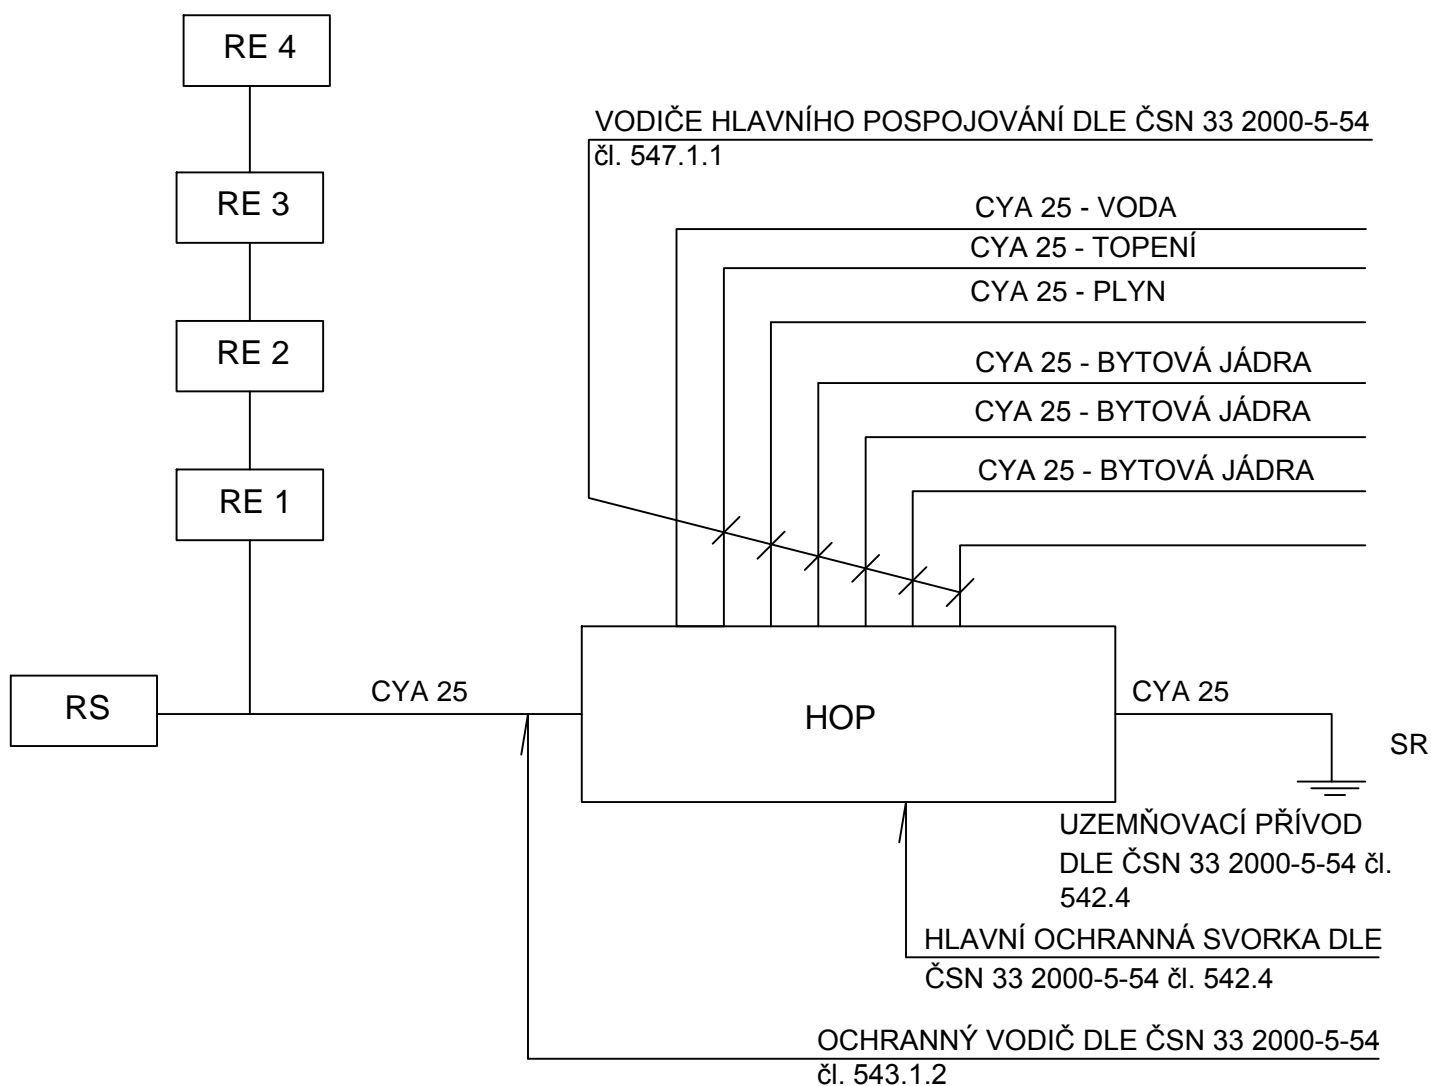 RE 4
VODIČE HLAVNÍHO POSPOJOVÁNÍ DLE ČSN 33 2000-5-54
čl. 547.1.1
RE 3
CYA 25 - VODA
CYA 25 - TOPENÍ
CYA 25 - PLYN
RE 2
CYA 25 - BYTOVÁ JÁDRA
CYA 25 - BYTOVÁ JÁDRA
CYA 25 - BYTOVÁ JÁDRA
RE 1
RS
CYA 25
HOP
CYA 25
SR
UZEMŇOVACÍ PŘÍVOD
DLE ČSN 33 2000-5-54 čl.
542.4
HLAVNÍ OCHRANNÁ SVORKA DLE
ČSN 33 2000-5-54 čl. 542.4
OCHRANNÝ VODIČ DLE ČSN 33 2000-5-54
čl. 543.1.2